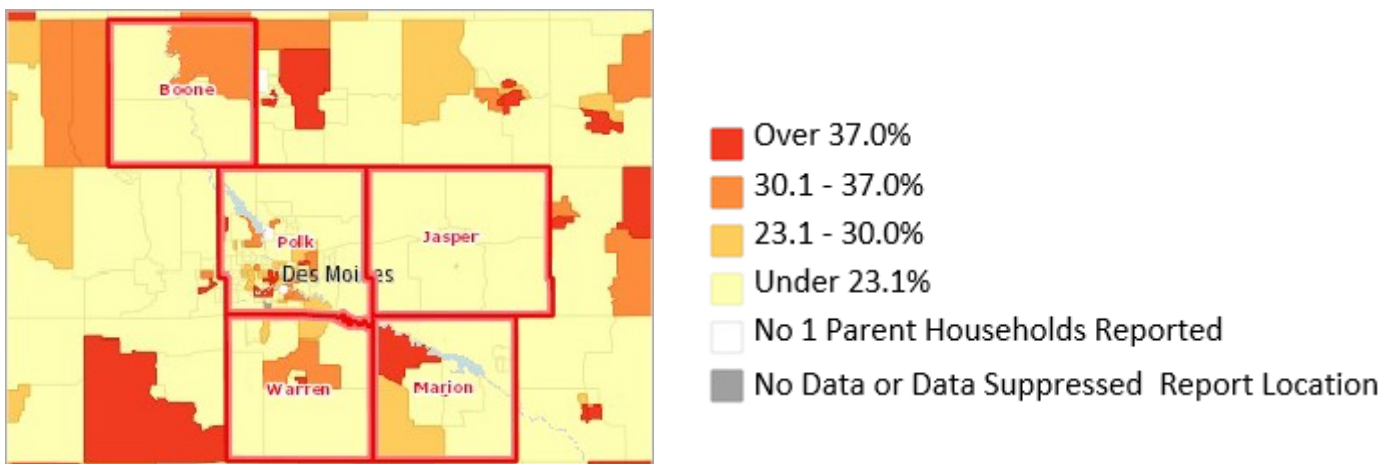 Boone
Polk
Jasper
Des Moines
Warren
Marion
Over 37.0%
30.1 - 37.0%
23.1 - 30.0%
Under 23.1%
No 1 Parent Households Reported
No Data or Data Suppressed Report Location